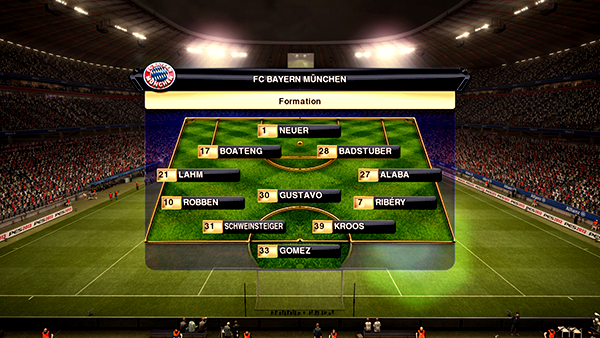 FC BAYERN MÜNCHEN
Formation
1 NEUER
17 BOATENG 28 BADSTUBER
21 LAHM 27 ALABA
30 GUSTAVO
10 ROBBEN 7 RIBÉRY
31 SCHWEINSTEIGER 39 KROOS
33 GOMEZ